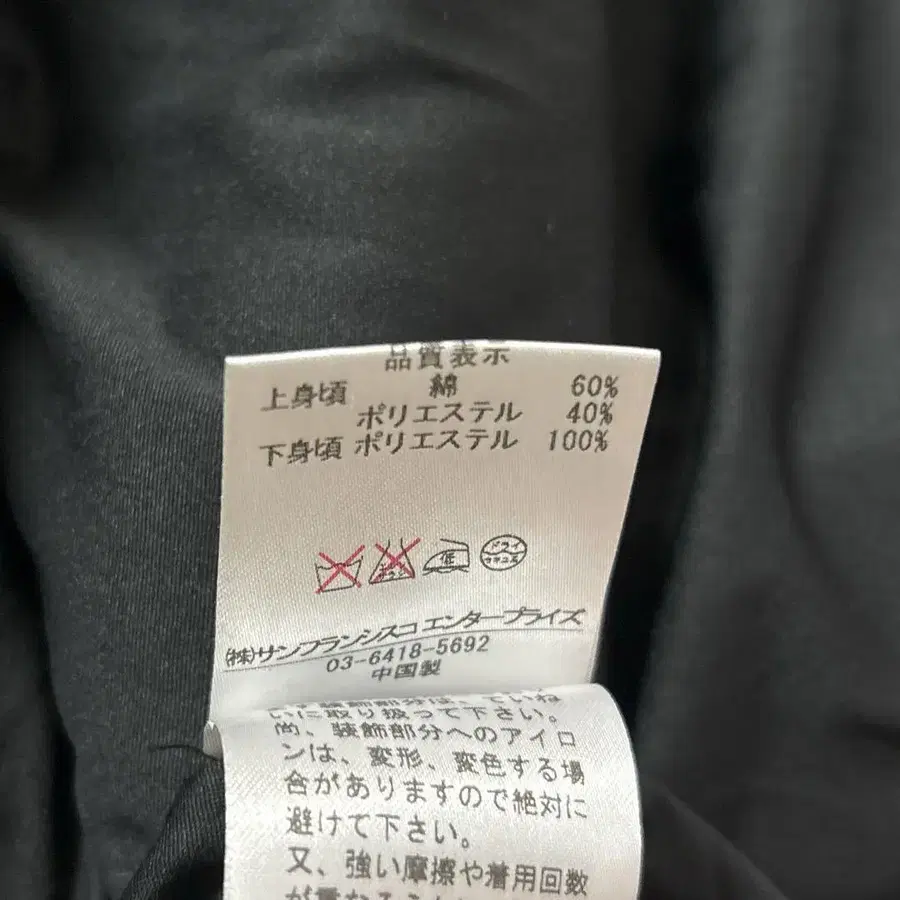 品質表示
上身頃 綿 60%
ポリエステル 40%
下身頃 ポリエステル 100%
低
ドライ
(株)サンフランシスコ エンタープライズ
03-6418-5692
中国製
いに取り扱って下さい。
尚、装飾部分へのアイロ
ンは、変形、変色する場
合がありますので絶対に
避けて下さい。
又、強い摩擦や着用回数